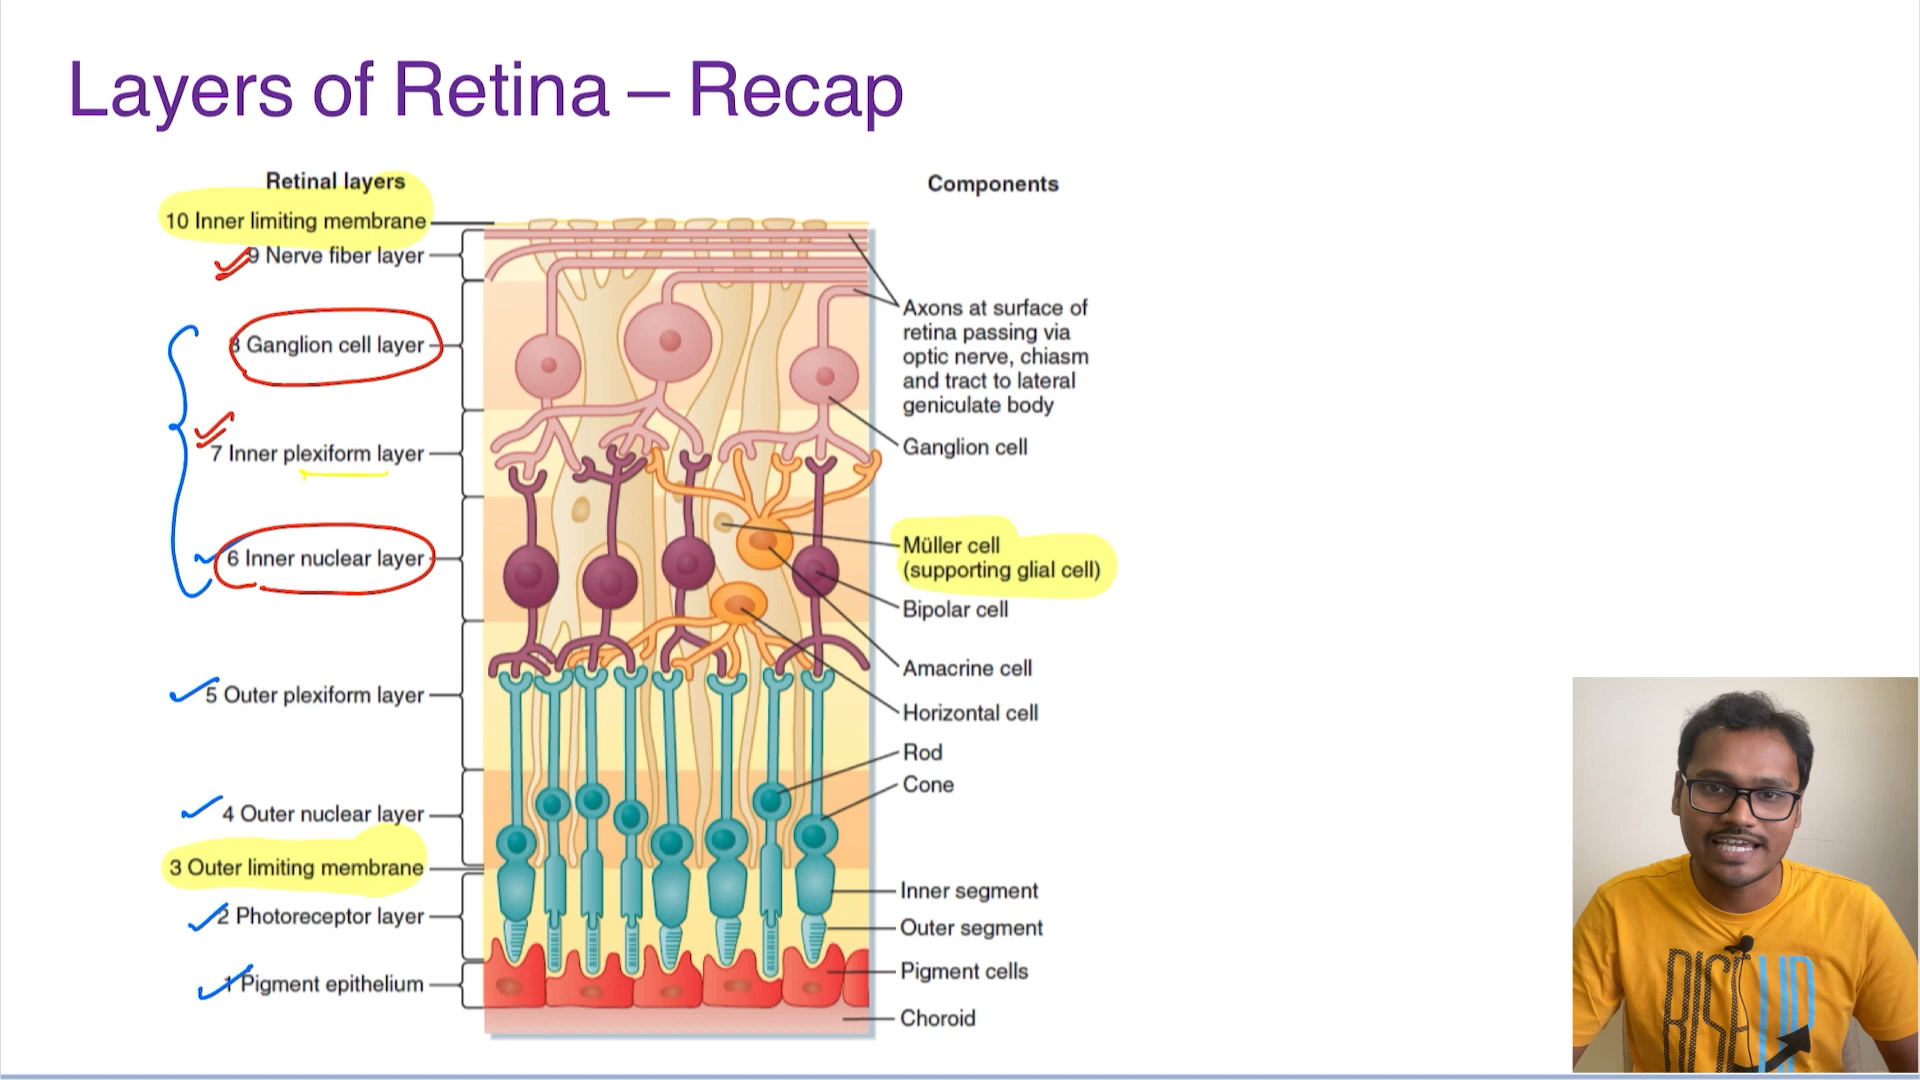 Layers of Retina – Recap
Retinal layers
Components
10 Inner limiting membrane
9 Nerve fiber layer
8 Ganglion cell layer
7 Inner plexiform layer
6 Inner nuclear layer
5 Outer plexiform layer
4 Outer nuclear layer
3 Outer limiting membrane
2 Photoreceptor layer
1 Pigment epithelium
Axons at surface of
retina passing via
optic nerve, chiasm
and tract to lateral
geniculate body
Ganglion cell
Müller cell
(supporting glial cell)
Bipolar cell
Amacrine cell
Horizontal cell
Rod
Cone
Inner segment
Outer segment
Pigment cells
Choroid
RISE UP